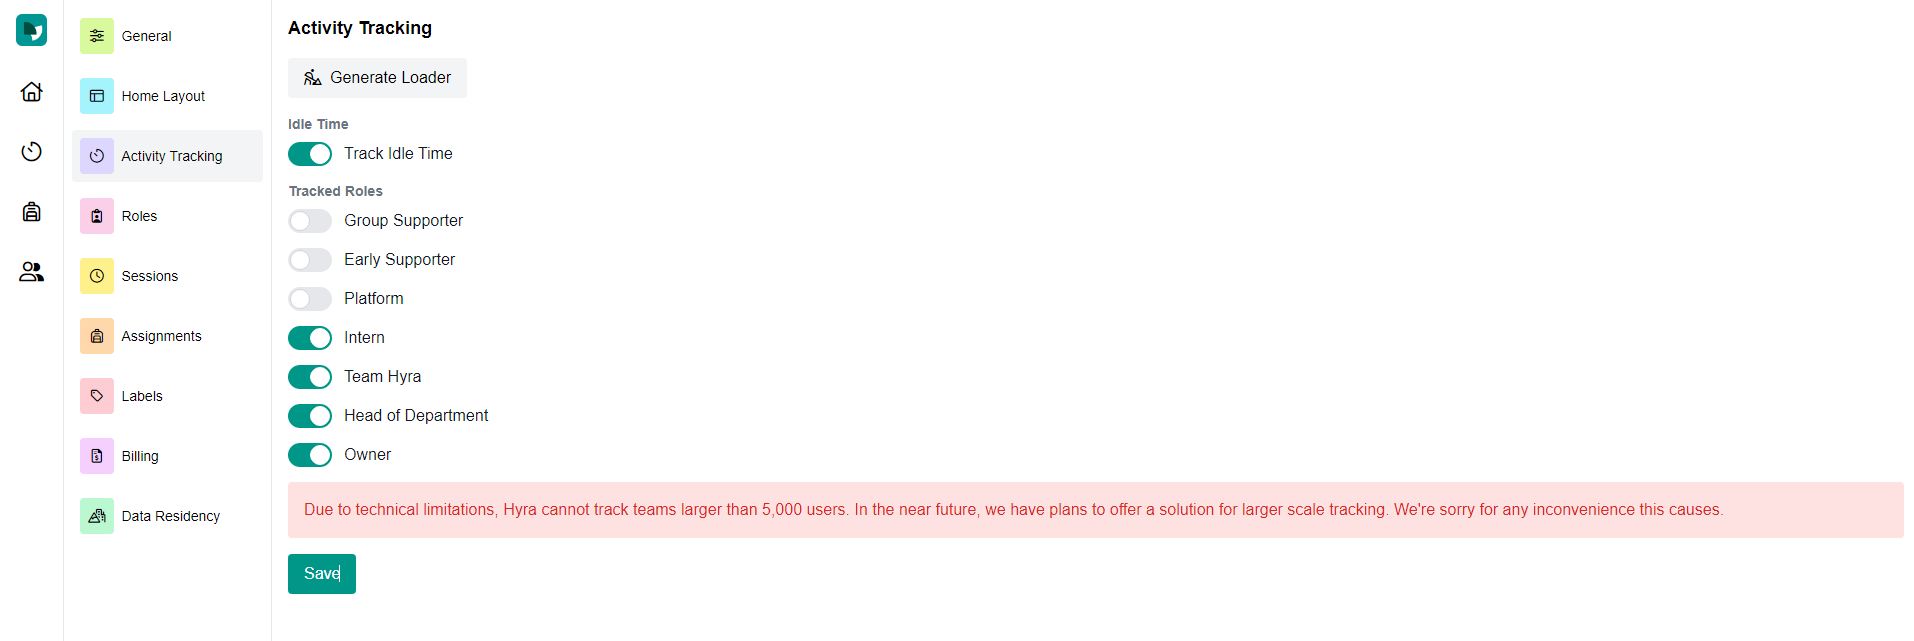 General
Home Layout
Activity Tracking
Roles
Sessions
Assignments
Labels
Billing
Data Residency
Activity Tracking
Generate Loader
Idle Time
Track Idle Time
Tracked Roles
Group Supporter
Early Supporter
Platform
Intern
Team Hyra
Head of Department
Owner
Due to technical limitations, Hyra cannot track teams larger than 5,000 users. In the near future, we have plans to offer a solution for larger scale tracking. We're sorry for any inconvenience this causes.
Save